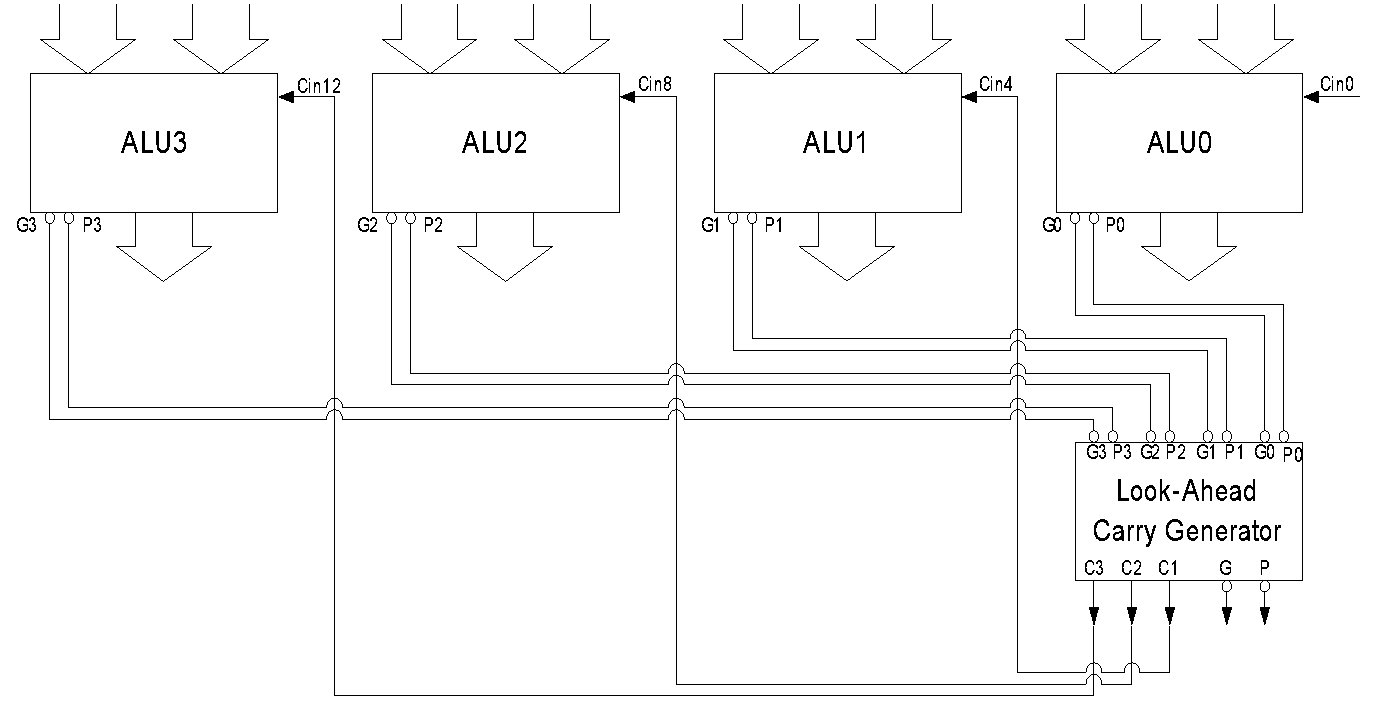 Cin12 Cin8 Cin4 Cin0
ALU3 ALU2 ALU1 ALU0
G3 P3 G2 P2 G1 P1 G0 P0
G3 P3 G2 P2 G1 P1 G0 P0
Look-Ahead
Carry Generator
C3 C2 C1 G P